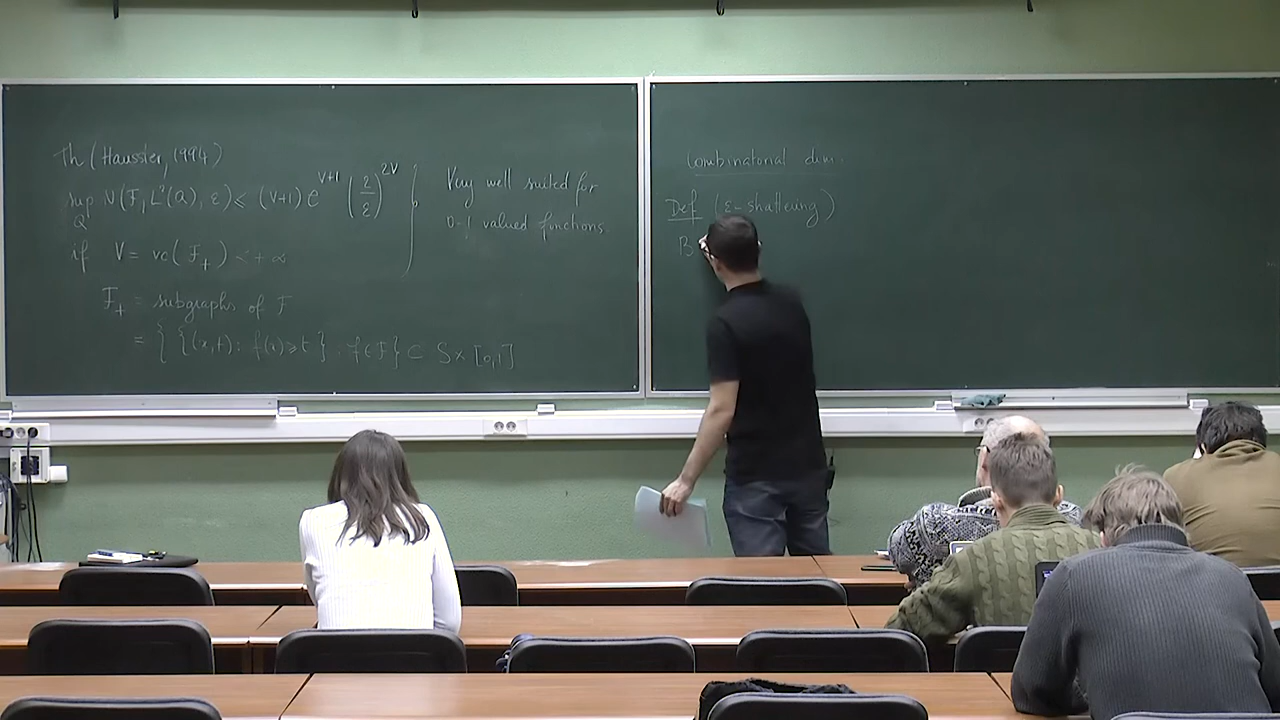 Th (Haussler, 1994)
sup_Q N(F, L²(Q), ε) ≤ (V+1) e^{V+1} (2/ε)^{2V}
if V = vc(F₊) < +∞
F₊ = subgraphs of F
= { {(x,t): f(x) ≥ t} : f ∈ F } ⊂ S × [0,1]
Very well suited for
0-1 valued functions
Combinatorial dim.
Def (ε-shattering)
B